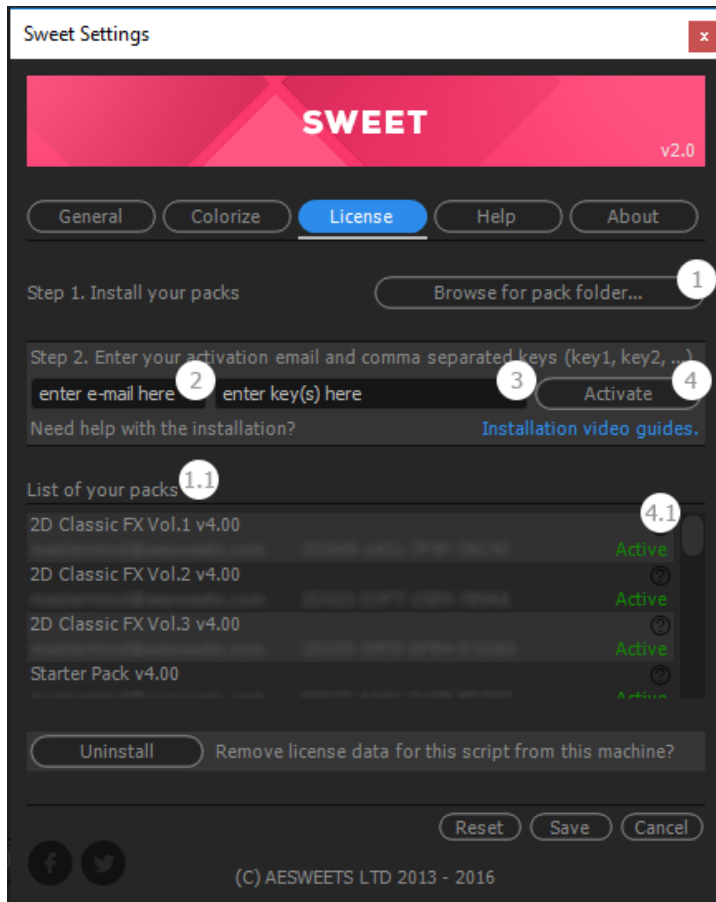 Sweet Settings
x
SWEET
v2.0
General Colorize License Help About
Step 1. Install your packs Browse for pack folder... 1
Step 2. Enter your activation email and comma separated keys (key1, key2, ...)
enter e-mail here 2 enter key(s) here 3 Activate 4
Need help with the installation? Installation video guides.
List of your packs 1.1
4.1
2D Classic FX Vol.1 v4.00
Active
2D Classic FX Vol.2 v4.00 ?
Active
2D Classic FX Vol.3 v4.00 ?
Active
Starter Pack v4.00 ?
Active
Uninstall Remove license data for this script from this machine?
Reset Save Cancel
(C) AESWEETS LTD 2013 - 2016